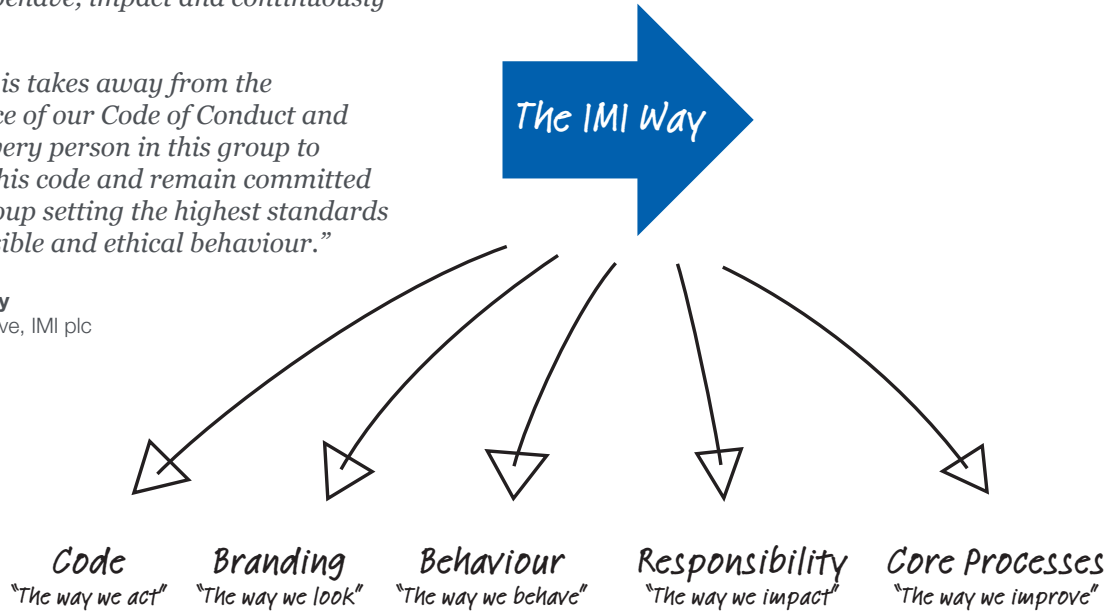 behave, impact and continuously
is takes away from the
ce of our Code of Conduct and
very person in this group to
his code and remain committed
oup setting the highest standards
sible and ethical behaviour.”
y
ve, IMI plc
The IMI Way
Code
“The way we act”
Branding
“The way we look”
Behaviour
“The way we behave”
Responsibility
“The way we impact”
Core Processes
“The way we improve”